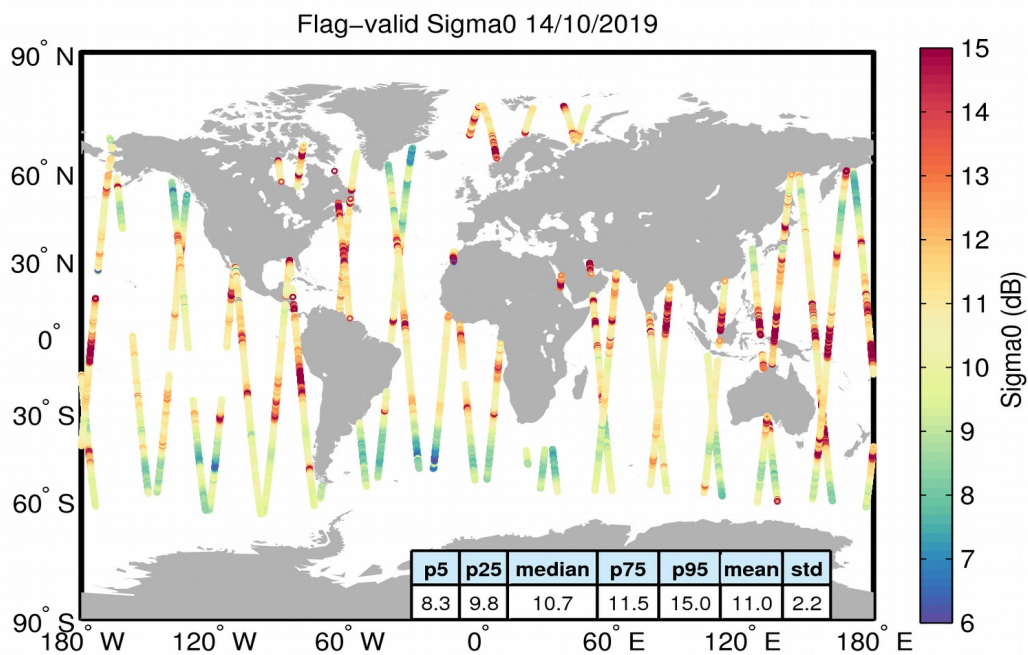 Flag−valid Sigma0 14/10/2019
90° N
60° N
30° N
0°
30° S
60° S
90° S
180° W
120° W
60° W
0°
60° E
120° E
180° E
p5 p25 median p75 p95 mean std
8.3 9.8 10.7 11.5 15.0 11.0 2.2
15
14
13
12
11
10
9
8
7
6
Sigma0 (dB)